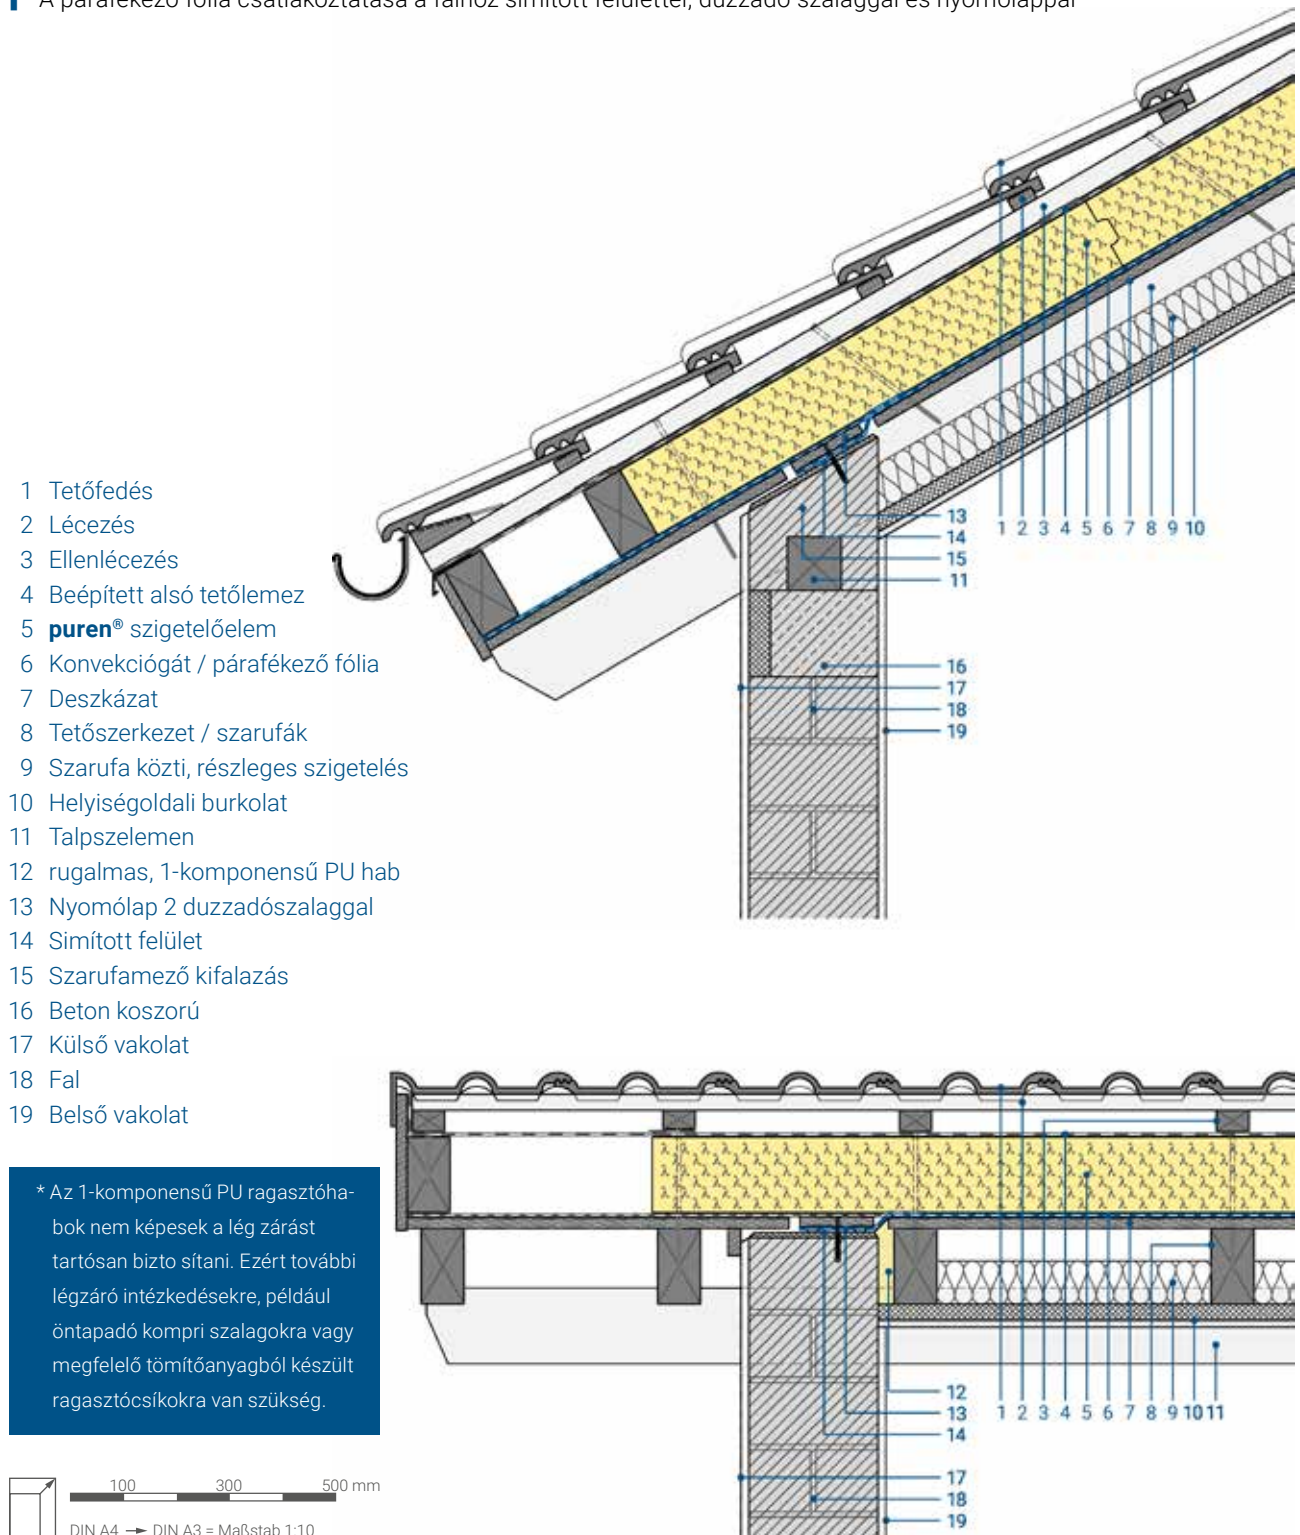 A párafékező fólia csatlakoztatása a falhoz simított felülettel, duzzadó szalaggal és nyomólappal
1 Tetőfedés
2 Lécezés
3 Ellenlécezés
4 Beépített alsó tetőlemez
5 puren® szigetelőelem
6 Konvekciógát / párafékező fólia
7 Deszkázat
8 Tetőszerkezet / szarufák
9 Szarufa közti, részleges szigetelés
10 Helyiségoldali burkolat
11 Talpszelemen
12 rugalmas, 1-komponensű PU hab
13 Nyomólap 2 duzzadószalaggal
14 Simított felület
15 Szarufamező kifalazás
16 Beton koszorú
17 Külső vakolat
18 Fal
19 Belső vakolat
13
14
15
11
1 2 3 4 5 6 7 8 9 10
16
17
18
19
* Az 1-komponensű PU ragasztóha-
bok nem képesek a lég zárást
tartósan bizto sítani. Ezért további
légzáró intézkedésekre, például
öntapadó kompri szalagokra vagy
megfelelő tömítőanyagból készült
ragasztócsíkokra van szükség.
12
13
14
1 2 3 4 5 6 7 8 9 10 11
17
18
19
100 300 500 mm
DIN A4 → DIN A3 = Maßstab 1:10